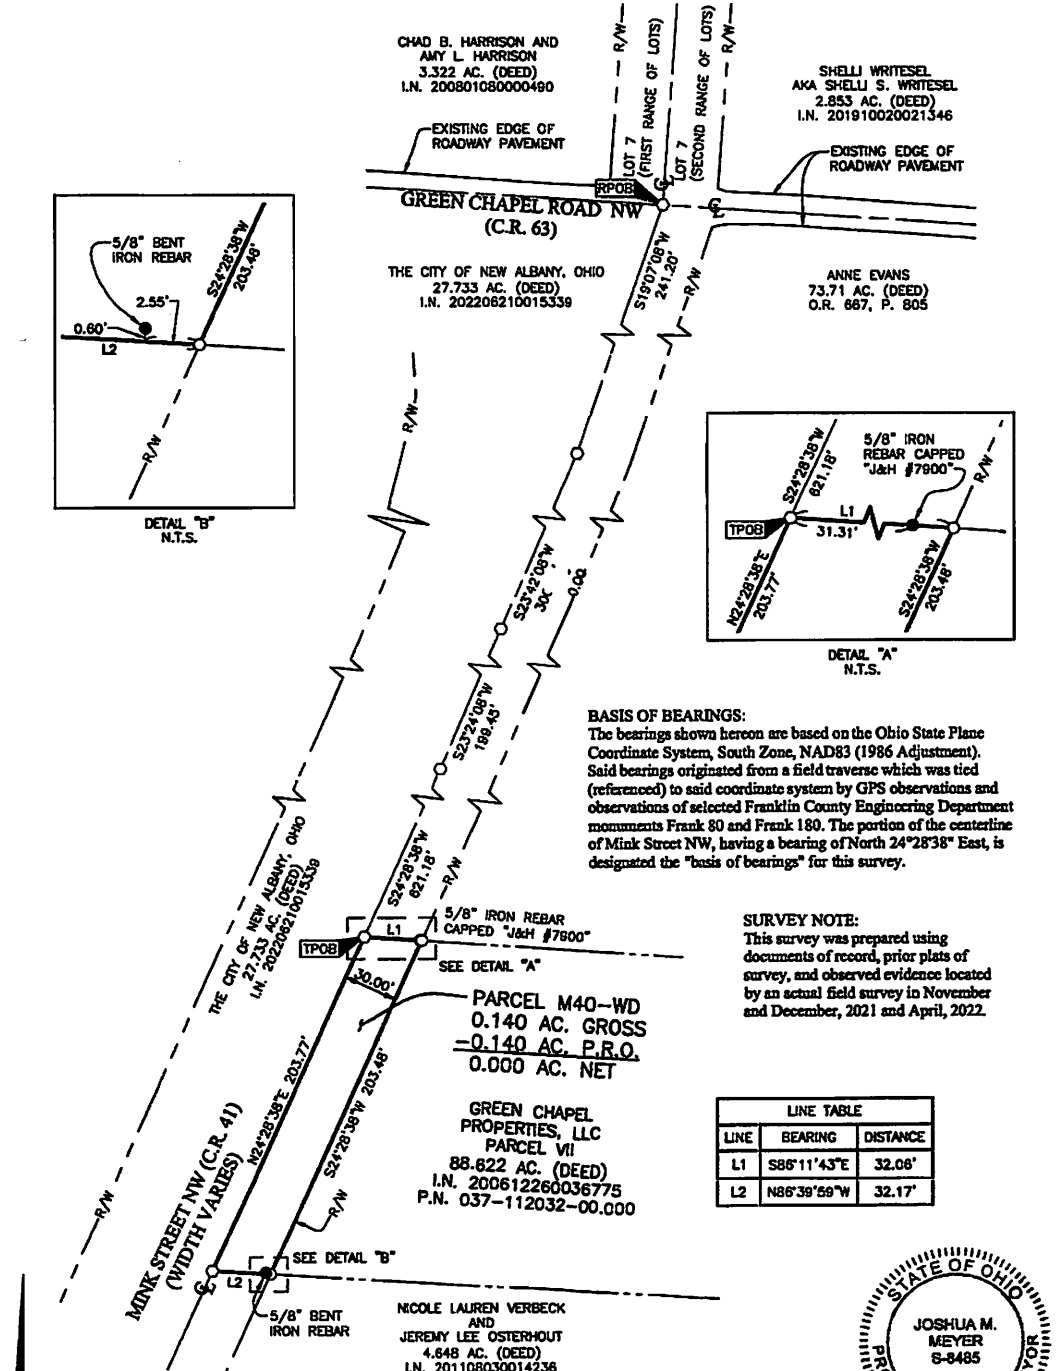 CHAD B. HARRISON AND
AMY L. HARRISON
3.322 AC. (DEED)
I.N. 200801080000490
EXISTING EDGE OF
ROADWAY PAVEMENT
R/W
LOT 7
(FIRST RANGE OF LOTS)
LOT 7
(SECOND RANGE OF LOTS)
R/W
SHELLI WRITESEL
AKA SHELLI S. WRITESEL
2.853 AC. (DEED)
I.N. 201910020021346
EXISTING EDGE OF
ROADWAY PAVEMENT
RPOB
GREEN CHAPEL ROAD NW
(C.R. 63)
THE CITY OF NEW ALBANY, OHIO
27.733 AC. (DEED)
I.N. 202206210015339
S19°07'08"W
241.20'
R/W
ANNE EVANS
73.71 AC. (DEED)
O.R. 667, P. 805
5/8" BENT
IRON REBAR
S24°28'38"W
203.48'
2.55'
0.60'
L2
R/W
DETAIL "B"
N.T.S.
R/W
S24°28'38"W
621.18'
5/8" IRON
REBAR CAPPED
"J&H #7900"
R/W
TPOB
L1
31.31'
N24°28'38"E
203.77'
S24°28'38"W
203.48'
DETAIL "A"
N.T.S.
S23°42'08"W
0.00
S23°24'08"W
199.45'
BASIS OF BEARINGS:
The bearings shown hereon are based on the Ohio State Plane
Coordinate System, South Zone, NAD83 (1986 Adjustment).
Said bearings originated from a field traverse which was tied
(referenced) to said coordinate system by GPS observations and
observations of selected Franklin County Engineering Department
monuments Frank 80 and Frank 180. The portion of the centerline
of Mink Street NW, having a bearing of North 24°28'38" East, is
designated the "basis of bearings" for this survey.
THE CITY OF NEW ALBANY, OHIO
27.733 AC. (DEED)
I.N. 202206210015339
S24°28'38"W
621.18'
R/W
TPOB
L1
5/8" IRON REBAR
CAPPED "J&H #7900"
SEE DETAIL "A"
30.00'
SURVEY NOTE:
This survey was prepared using
documents of record, prior plats of
survey, and observed evidence located
by an actual field survey in November
and December, 2021 and April, 2022.
PARCEL M40-WD
0.140 AC. GROSS
-0.140 AC. P.R.O.
0.000 AC. NET
N24°28'38"E 203.77'
S24°28'38"W 203.48'
GREEN CHAPEL
PROPERTIES, LLC
PARCEL VII
88.622 AC. (DEED)
I.N. 200612260036775
P.N. 037-112032-00.000
LINE TABLE
LINE BEARING DISTANCE
L1 S86°11'43"E 32.06'
L2 N86°39'59"W 32.17'
R/W
MINK STREET NW (C.R. 41)
(WIDTH VARIES)
R/W
SEE DETAIL "B"
L2
5/8" BENT
IRON REBAR
NICOLE LAUREN VERBECK
AND
JEREMY LEE OSTERHOUT
4.648 AC. (DEED)
I.N. 201108030014236
STATE OF OHIO
JOSHUA M.
MEYER
S-8485